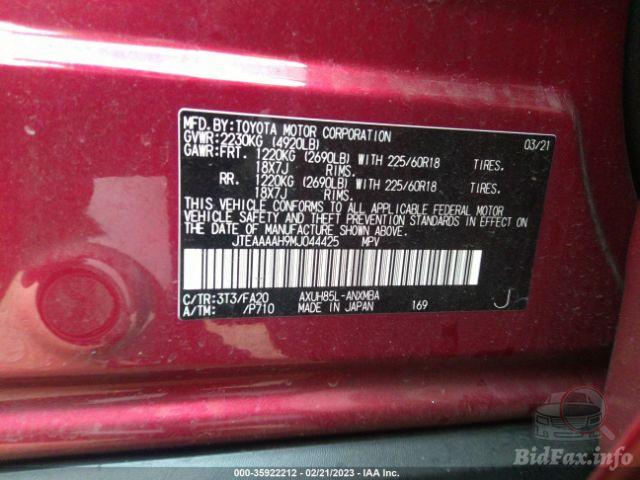 MFD. BY: TOYOTA MOTOR CORPORATION 03/21
GVWR: 2230KG (4920LB)
GAWR: FRT. 1220KG (2690LB) WITH 225/60R18 TIRES.
18X7J RIMS.
RR. 1220KG (2690LB) WITH 225/60R18 TIRES.
18X7J RIMS.
THIS VEHICLE CONFORMS TO ALL APPLICABLE FEDERAL MOTOR
VEHICLE SAFETY AND THEFT PREVENTION STANDARDS IN EFFECT ON
THE DATE OF MANUFACTURE SHOWN ABOVE.
JTEAAAAH9MJ044425 MPV
C/TR: 3T3/FA20 AXUH85L-ANXMBA
A/TM: /P710 MADE IN JAPAN 169 J
BidFax.info
000-35922212 - 02/21/2023 - IAA Inc.